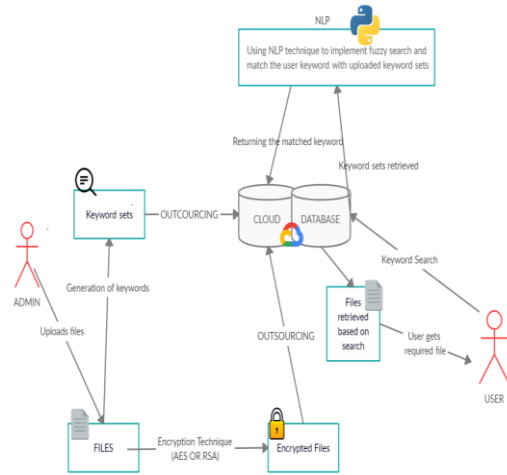 NLP
Using NLP technique to implement fuzzy search and
match the user keyword with uploaded keyword sets
Returning the matched keyword
Keyword sets retrieved
Keyword sets
OUTCOURCING
CLOUD
DATABASE
Keyword Search
ADMIN
Generation of keywords
Uploads files
Files
retrieved
based on
search
User gets
required file
USER
OUTSOURCING
FILES
Encryption Technique
(AES OR RSA)
Encrypted Files